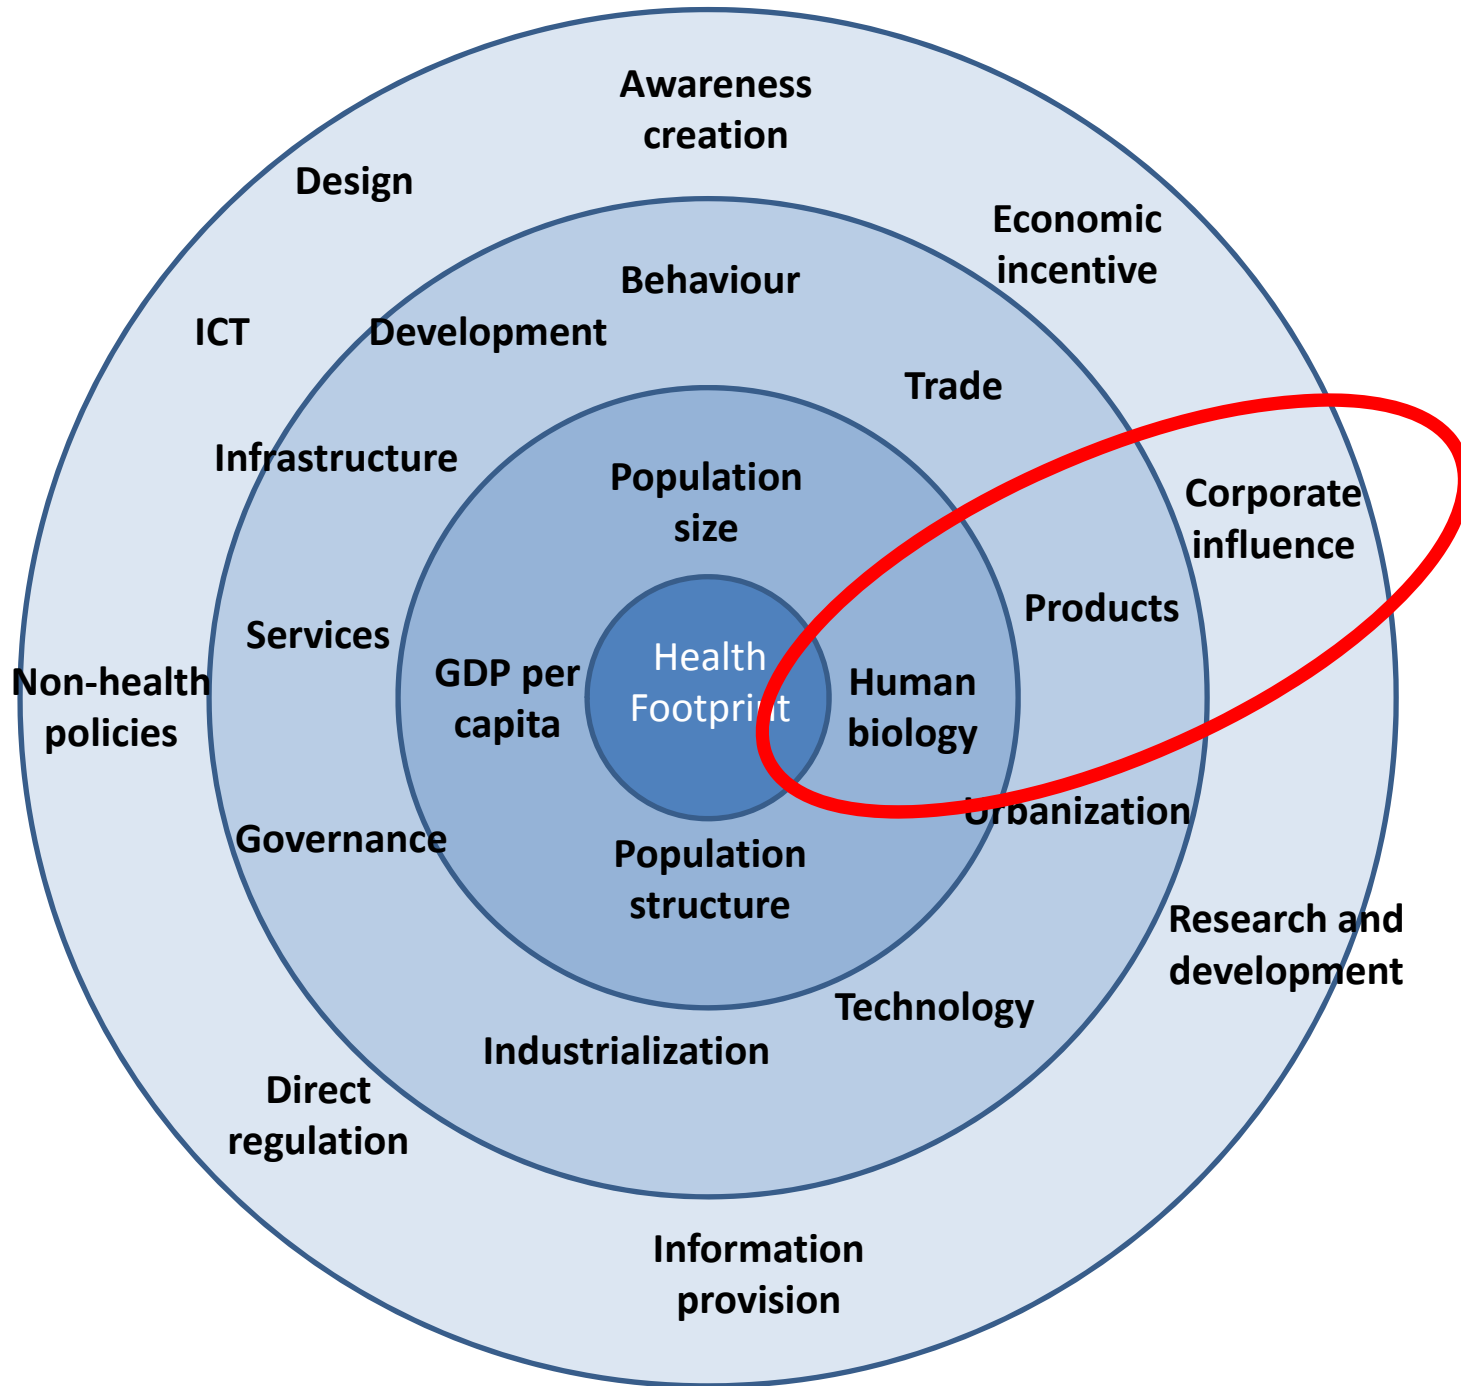 Awareness
creation
Design
Economic
incentive
Behaviour
ICT
Development
Trade
Infrastructure
Population
size
Corporate
influence
Products
Services
Health
Footprint
GDP per
capita
Human
biology
Non-health
policies
Urbanization
Governance
Population
structure
Research and
development
Technology
Industrialization
Direct
regulation
Information
provision